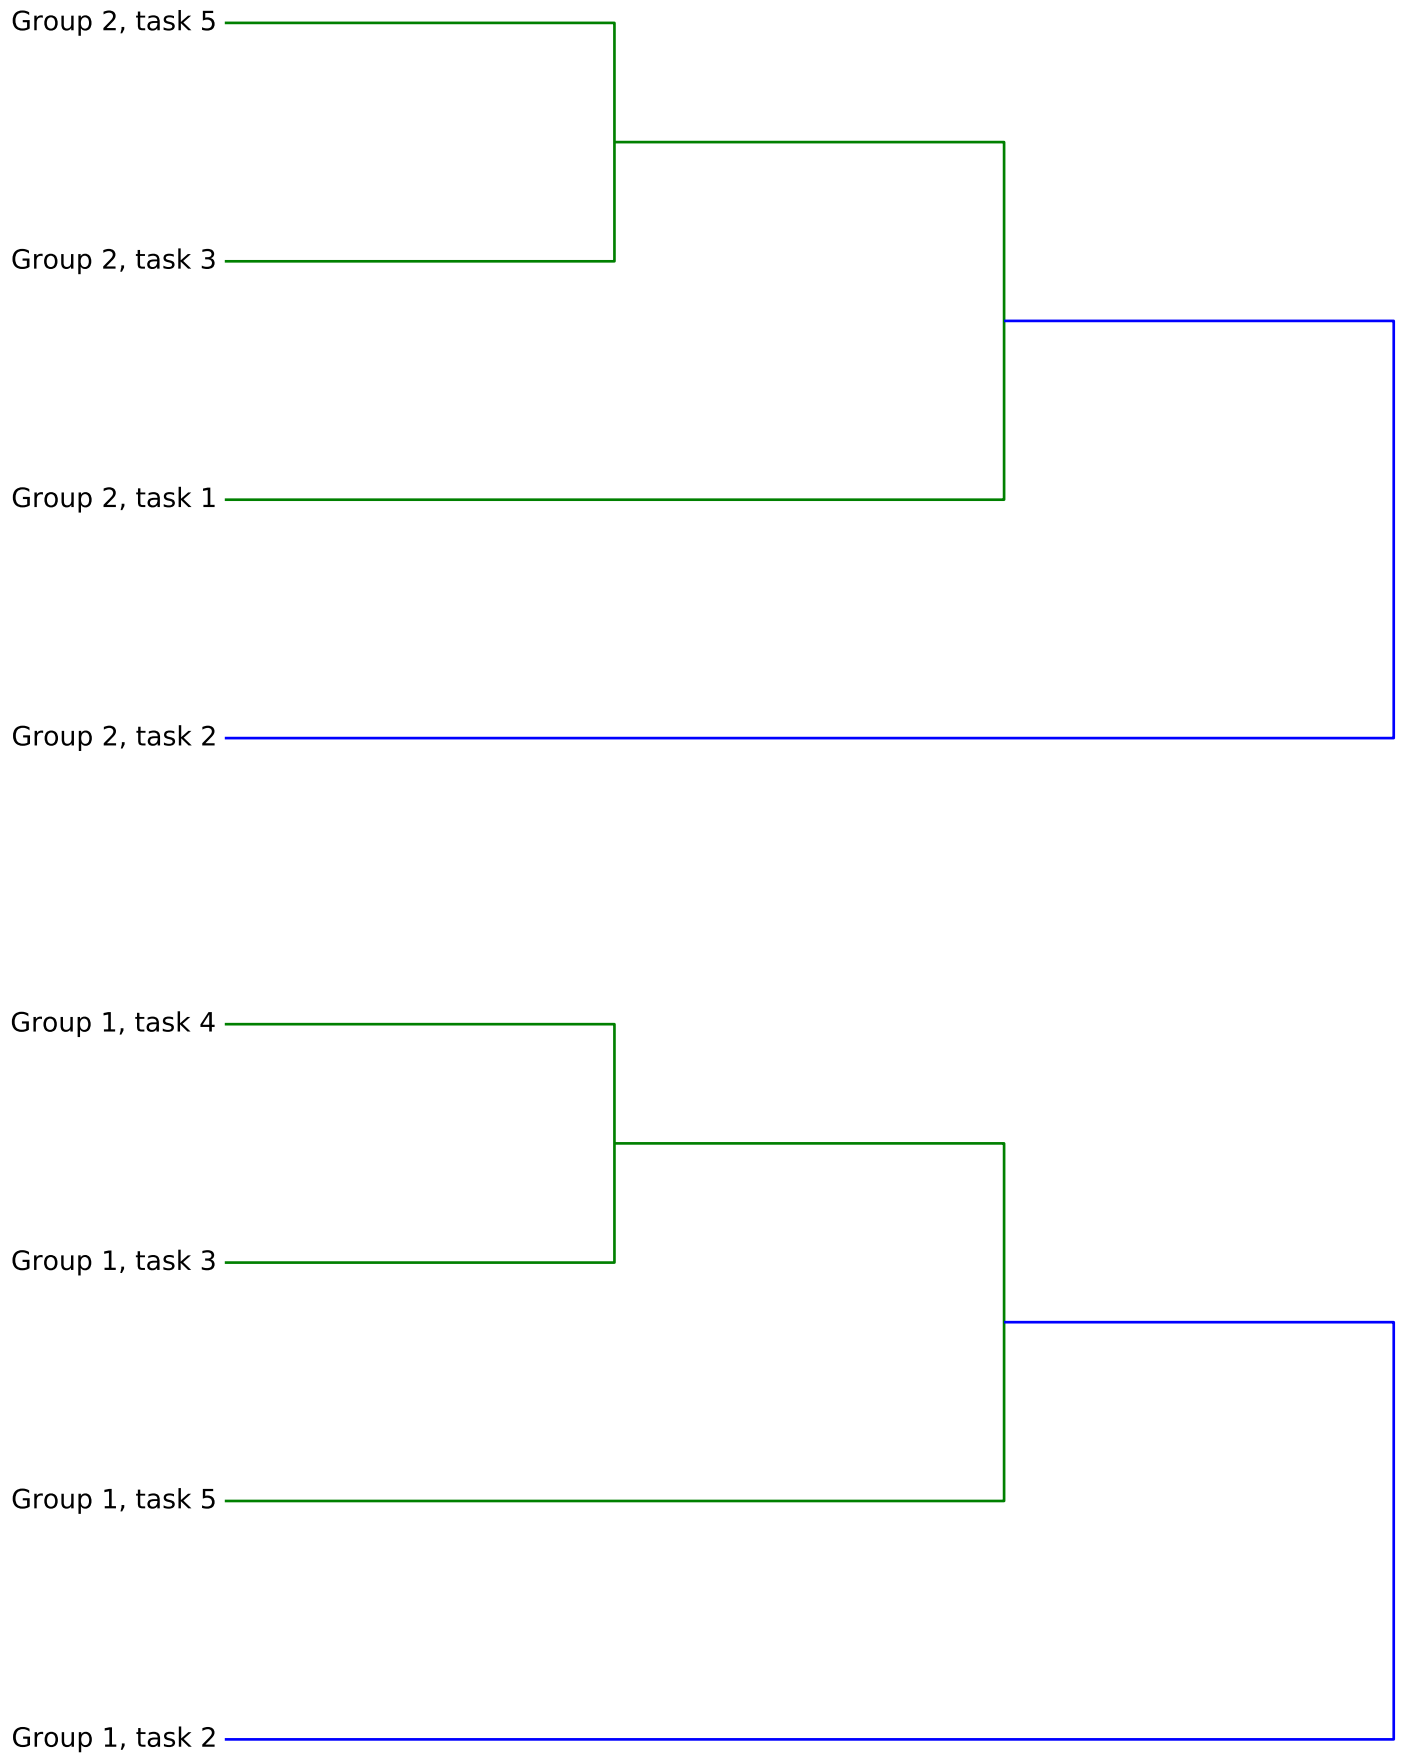 Group 2, task 5
Group 2, task 3
Group 2, task 1
Group 2, task 2
Group 1, task 4
Group 1, task 3
Group 1, task 5
Group 1, task 2